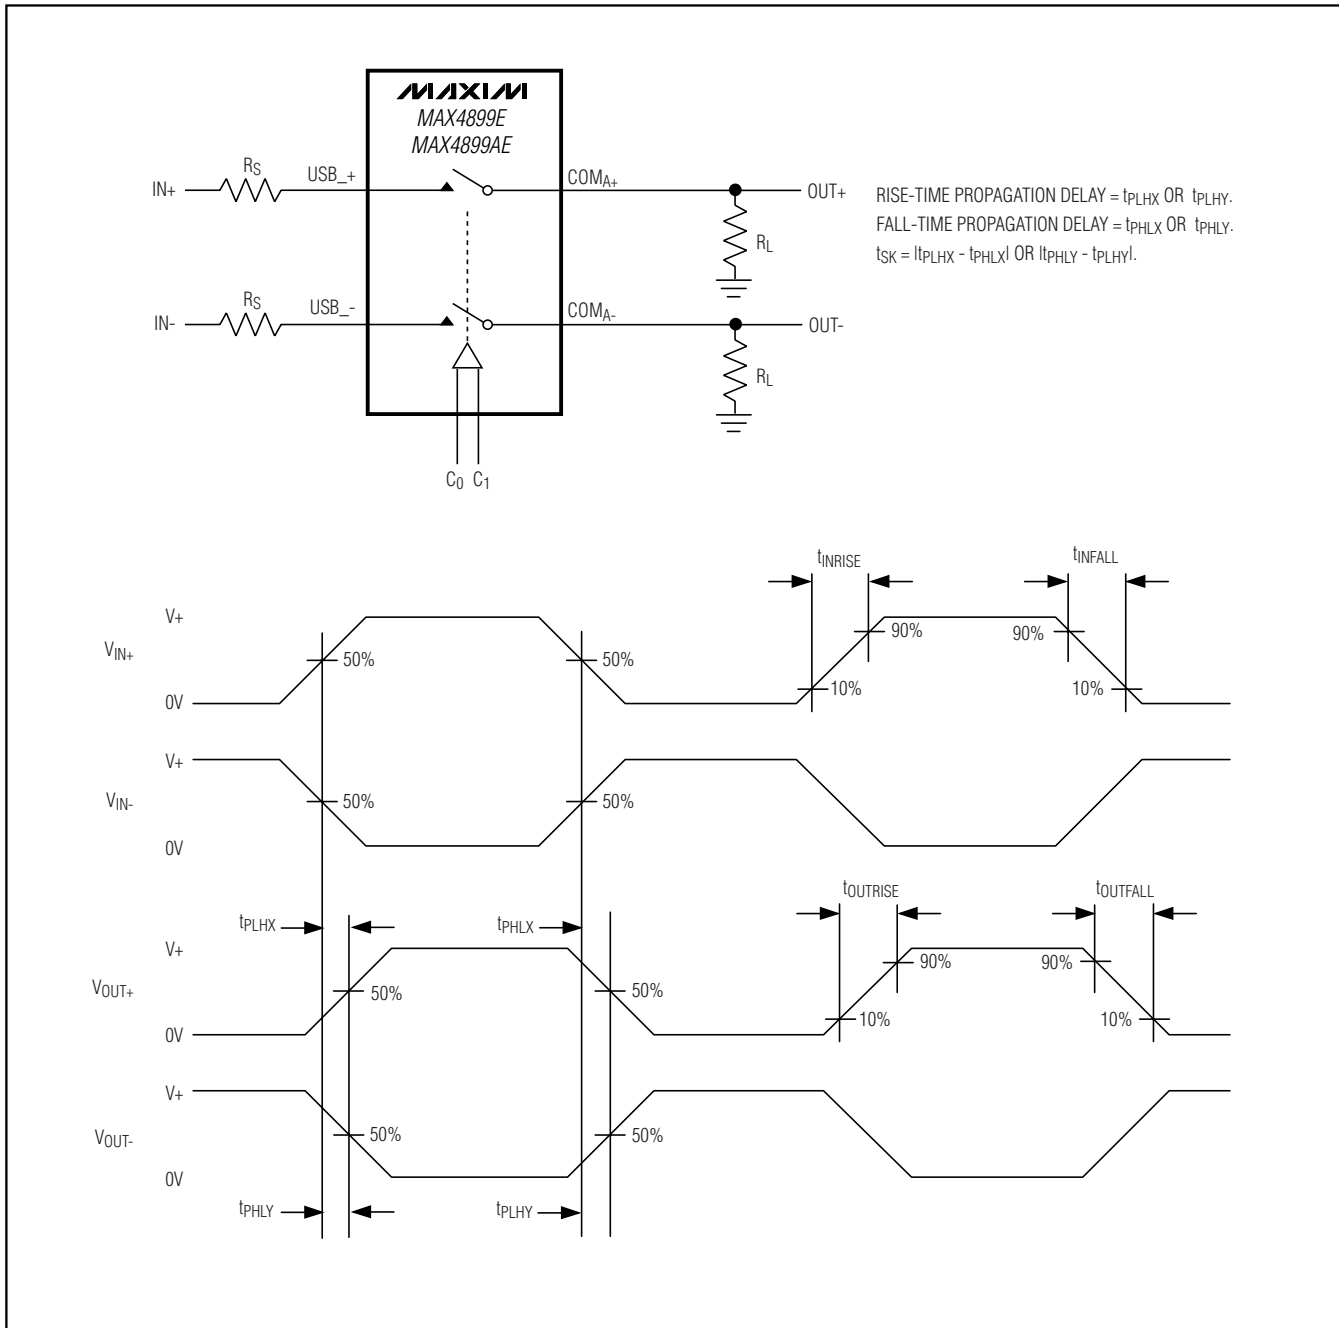 MAXIM
MAX4899E
MAX4899AE
RS
USB_+
COMA+
IN+
OUT+
RL
RISE-TIME PROPAGATION DELAY = tPLHX OR tPLHY.
FALL-TIME PROPAGATION DELAY = tPHLX OR tPHLY.
tSK = |tPLHX - tPHLX| OR |tPHLY - tPLHY|.
RS
USB_-
COMA-
IN-
OUT-
RL
C0 C1
tINRISE
tINFALL
V+
VIN+
0V
50%
50%
90%
90%
10%
10%
V+
VIN-
0V
50%
50%
tOUTRISE
tOUTFALL
tPLHX
tPHLX
V+
VOUT+
0V
50%
50%
90%
90%
10%
10%
V+
VOUT-
0V
50%
50%
tPHLY
tPLHY